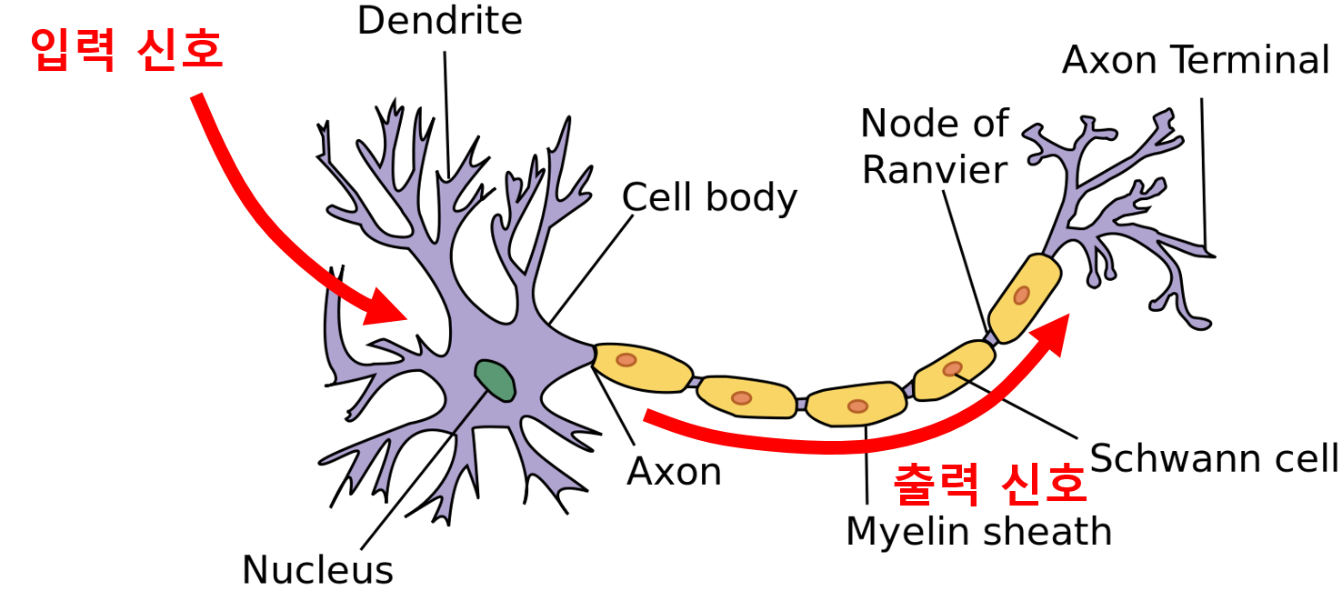 Dendrite
입력 신호
Axon Terminal
Node of
Ranvier
Cell body
Axon
Schwann cell
출력 신호
Myelin sheath
Nucleus